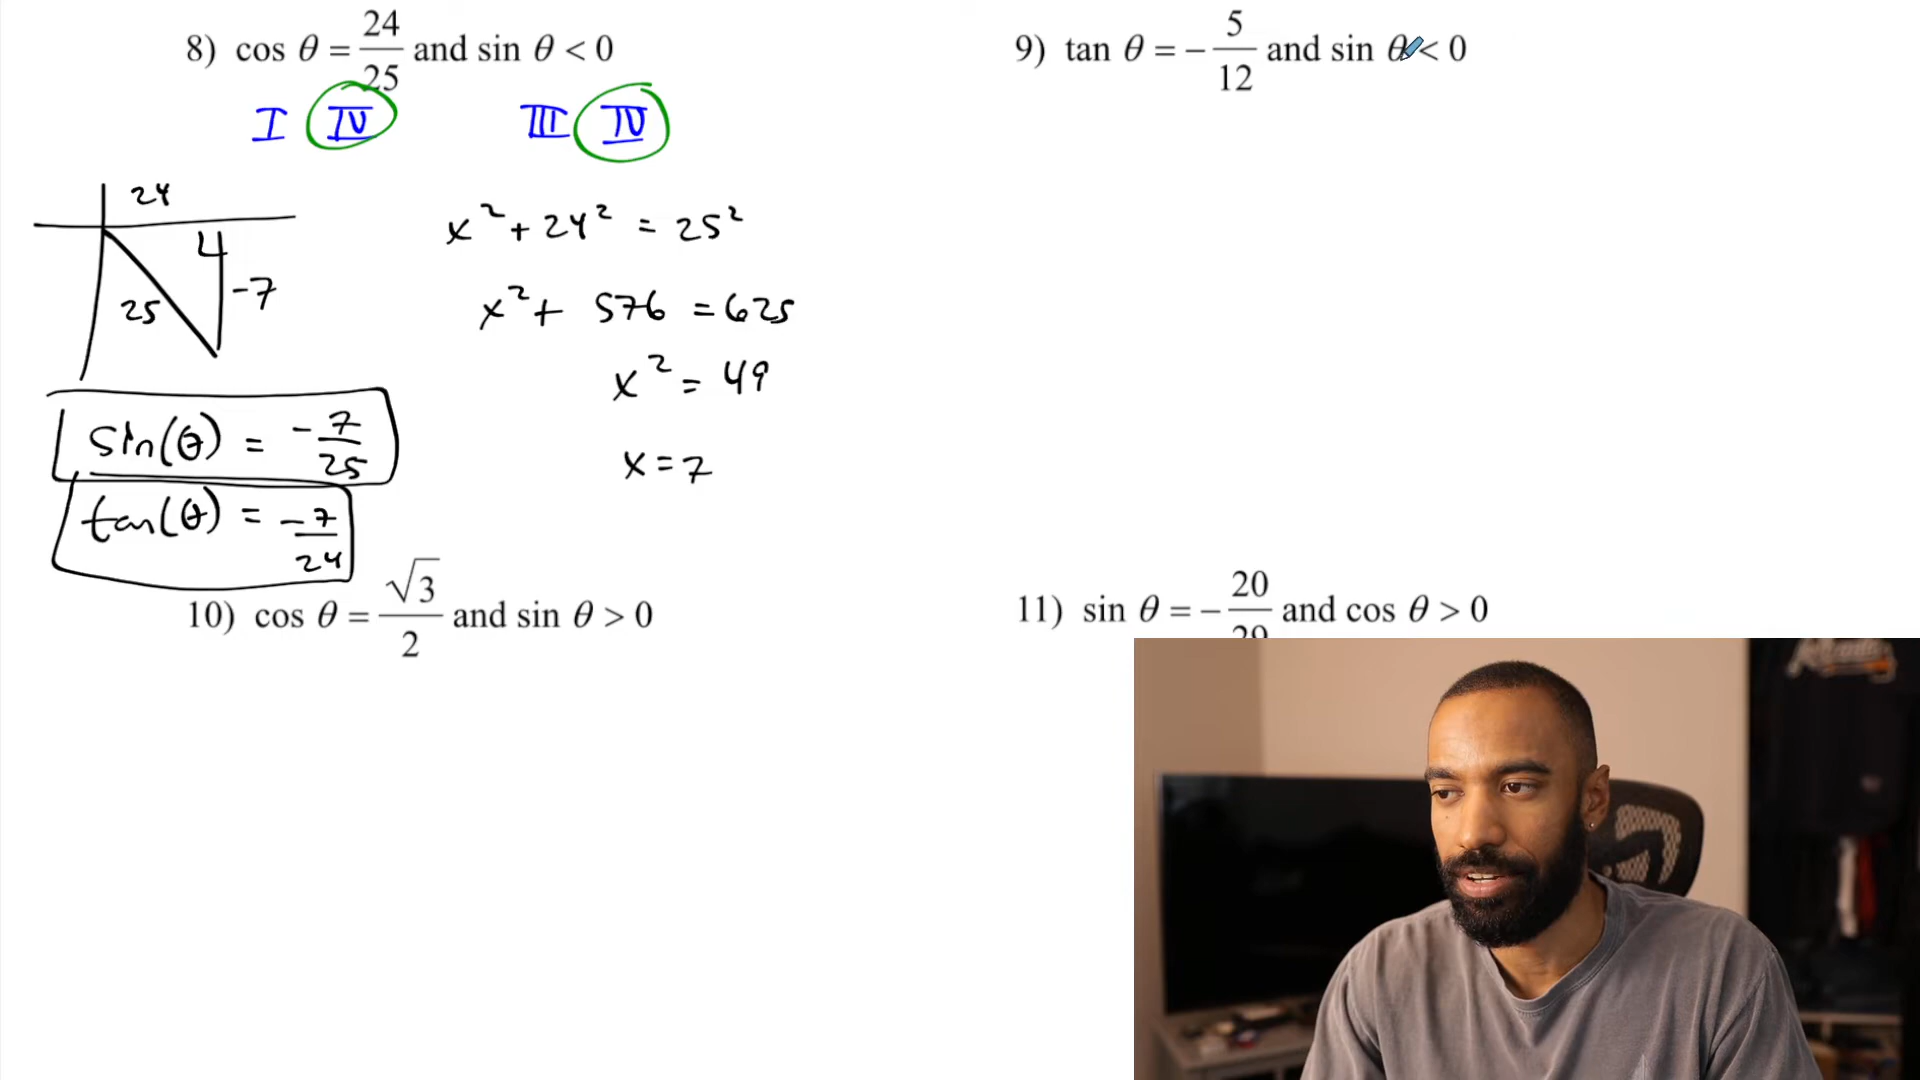 8) cos θ = 24/25 and sin θ < 0
I IV III IV
24
4
25 -7
x² + 24² = 25²
x² + 576 = 625
x² = 49
x = 7
sin(θ) = -7/25
tan(θ) = -7/24
9) tan θ = -5/12 and sin θ < 0
10) cos θ = √3/2 and sin θ > 0
11) sin θ = -20/29 and cos θ > 0